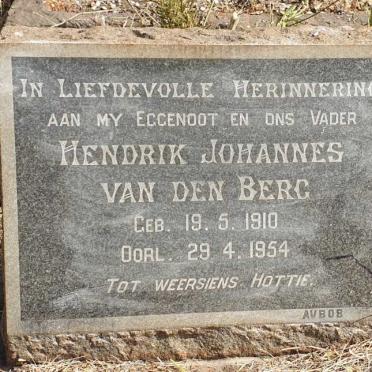 In Liefdevolle Herinnering
aan my Eggenoot en ons Vader
Hendrik Johannes
van den Berg
Geb. 19. 5. 1910
Oorl. 29. 4. 1954
Tot weersiens Hottie.
AVBOB